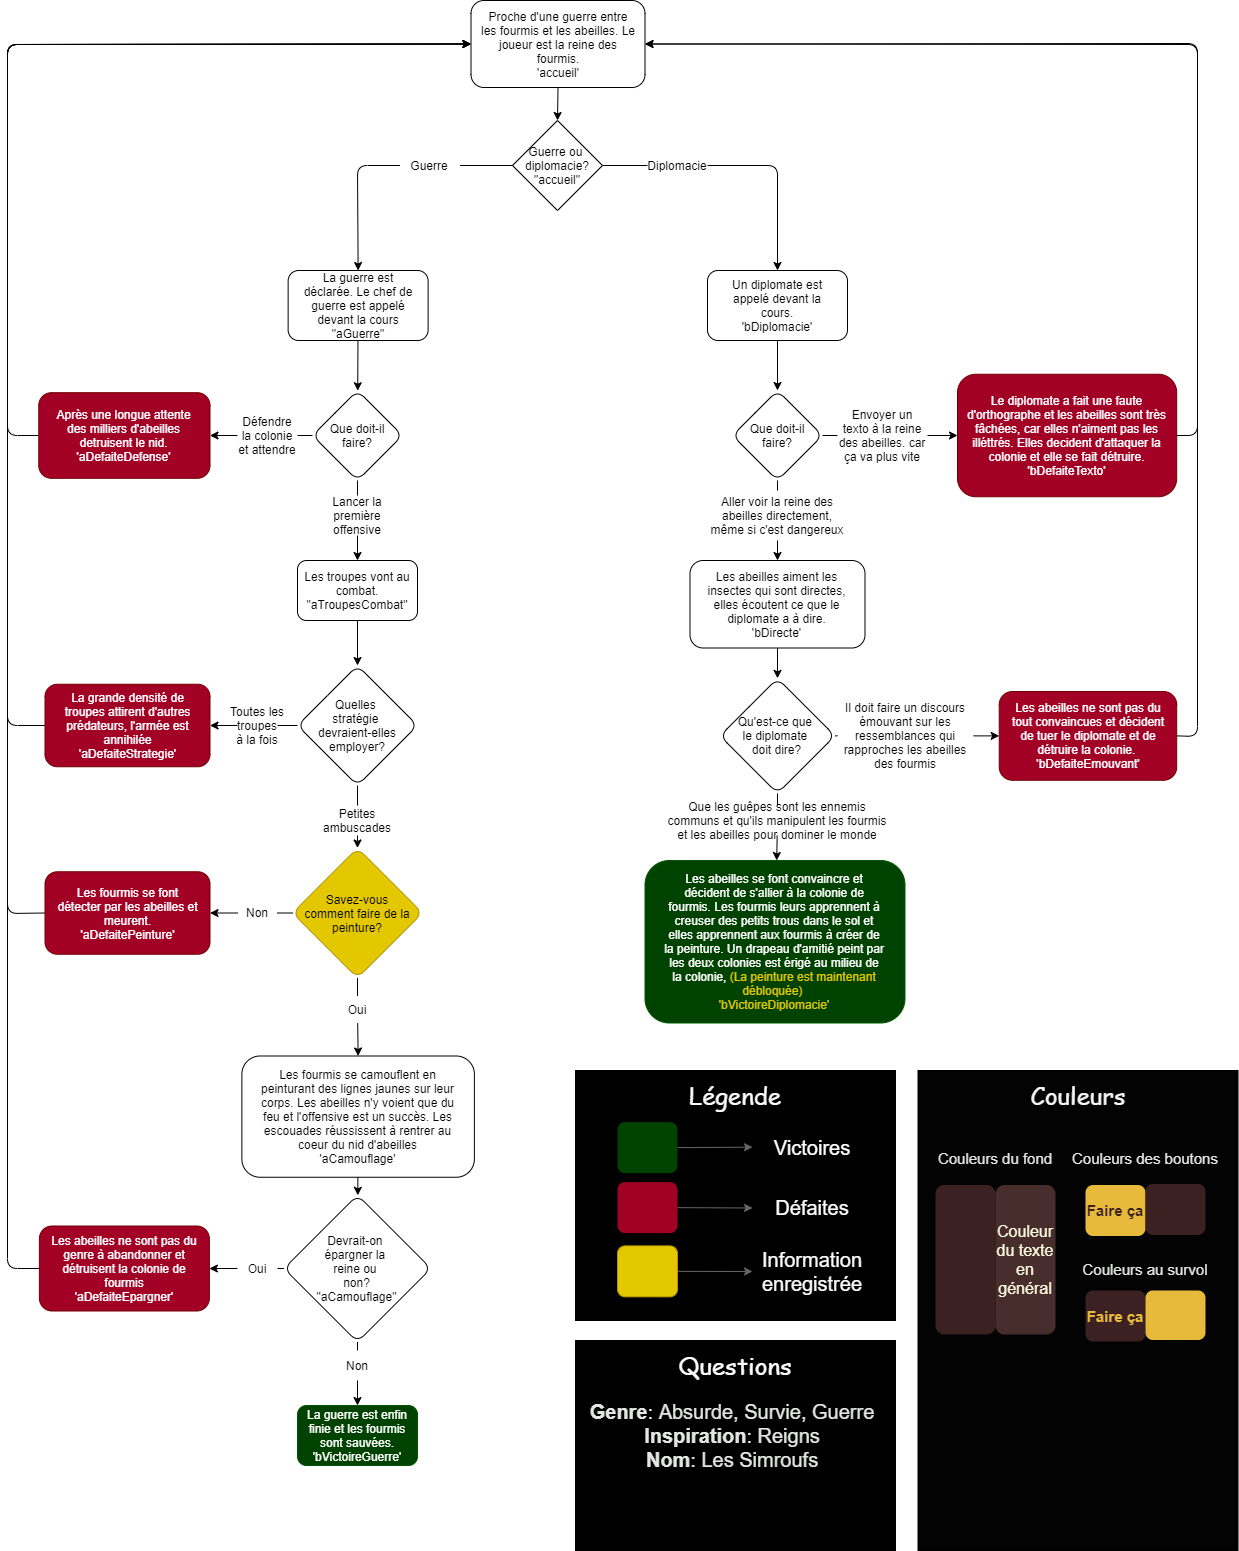 Proche d'une guerre entre
les fourmis et les abeilles. Le
joueur est la reine des
fourmis.
'accueil'
Guerre ou
diplomacie?
"accueil"
Guerre
Diplomacie
La guerre est
déclarée. Le chef de
guerre est appelé
devant la cours
"aGuerre"
Un diplomate est
appelé devant la
cours.
'bDiplomacie'
Après une longue attente
des milliers d'abeilles
detruisent le nid.
'aDefaiteDefense'
Défendre
la colonie
et attendre
Que doit-il
faire?
Que doit-il
faire?
Envoyer un
texto à la reine
des abeilles. car
ça va plus vite
Le diplomate a fait une faute
d'orthographe et les abeilles sont très
fâchées, car elles n'aiment pas les
illéttrés. Elles decident d'attaquer la
colonie et elle se fait détruire.
'bDefaiteTexto'
Lancer la
première
offensive
Aller voir la reine des
abeilles directement,
même si c'est dangereux
Les troupes vont au
combat.
"aTroupesCombat"
Les abeilles aiment les
insectes qui sont directes,
elles écoutent ce que le
diplomate a à dire.
'bDirecte'
La grande densité de
troupes attirent d'autres
prédateurs, l'armée est
annihilée
'aDefaiteStrategie'
Toutes les
troupes
à la fois
Quelles
stratégie
devraient-elles
employer?
Qu'est-ce que
le diplomate
doit dire?
Il doit faire un discours
émouvant sur les
ressemblances qui
rapproches les abeilles
des fourmis
Les abeilles ne sont pas du
tout convaincues et décident
de tuer le diplomate et de
détruire la colonie.
'bDefaiteEmouvant'
Petites
ambuscades
Que les guêpes sont les ennemis
communs et qu'ils manipulent les fourmis
et les abeilles pour dominer le monde
Les fourmis se font
détecter par les abeilles et
meurent.
'aDefaitePeinture'
Non
Savez-vous
comment faire de la
peinture?
Les abeilles se font convaincre et
décident de s'allier à la colonie de
fourmis. Les fourmis leurs apprennent à
creuser des petits trous dans le sol et
elles apprennent aux fourmis à créer de
la peinture. Un drapeau d'amitié peint par
les deux colonies est érigé au milieu de
la colonie, (La peinture est maintenant
débloquée)
'bVictoireDiplomacie'
Oui
Les fourmis se camouflent en
peinturant des lignes jaunes sur leur
corps. Les abeilles n'y voient que du
feu et l'offensive est un succès. Les
escouades réussissent à rentrer au
coeur du nid d'abeilles
'aCamouflage'
Les abeilles ne sont pas du
genre à abandonner et
détruisent la colonie de
fourmis
'aDefaiteEpargner'
Oui
Devrait-on
épargner la
reine ou
non?
"aCamouflage"
Non
La guerre est enfin
finie et les fourmis
sont sauvées.
'bVictoireGuerre'
Légende
Victoires
Défaites
Information
enregistrée
Questions
Genre: Absurde, Survie, Guerre
Inspiration: Reigns
Nom: Les Simroufs
Couleurs
Couleurs du fond
Couleurs des boutons
Couleur
du texte
en
général
Faire ça
Couleurs au survol
Faire ça